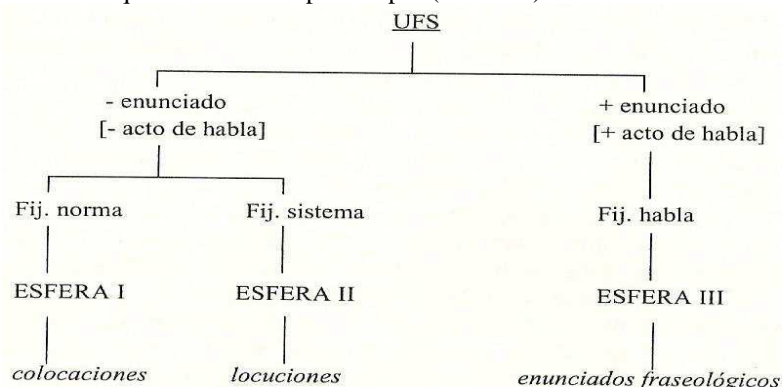 UFS
- enunciado
[- acto de habla]
+ enunciado
[+ acto de habla]
Fij. norma
Fij. sistema
Fij. habla
ESFERA I
ESFERA II
ESFERA III
colocaciones
locuciones
enunciados fraseológicos